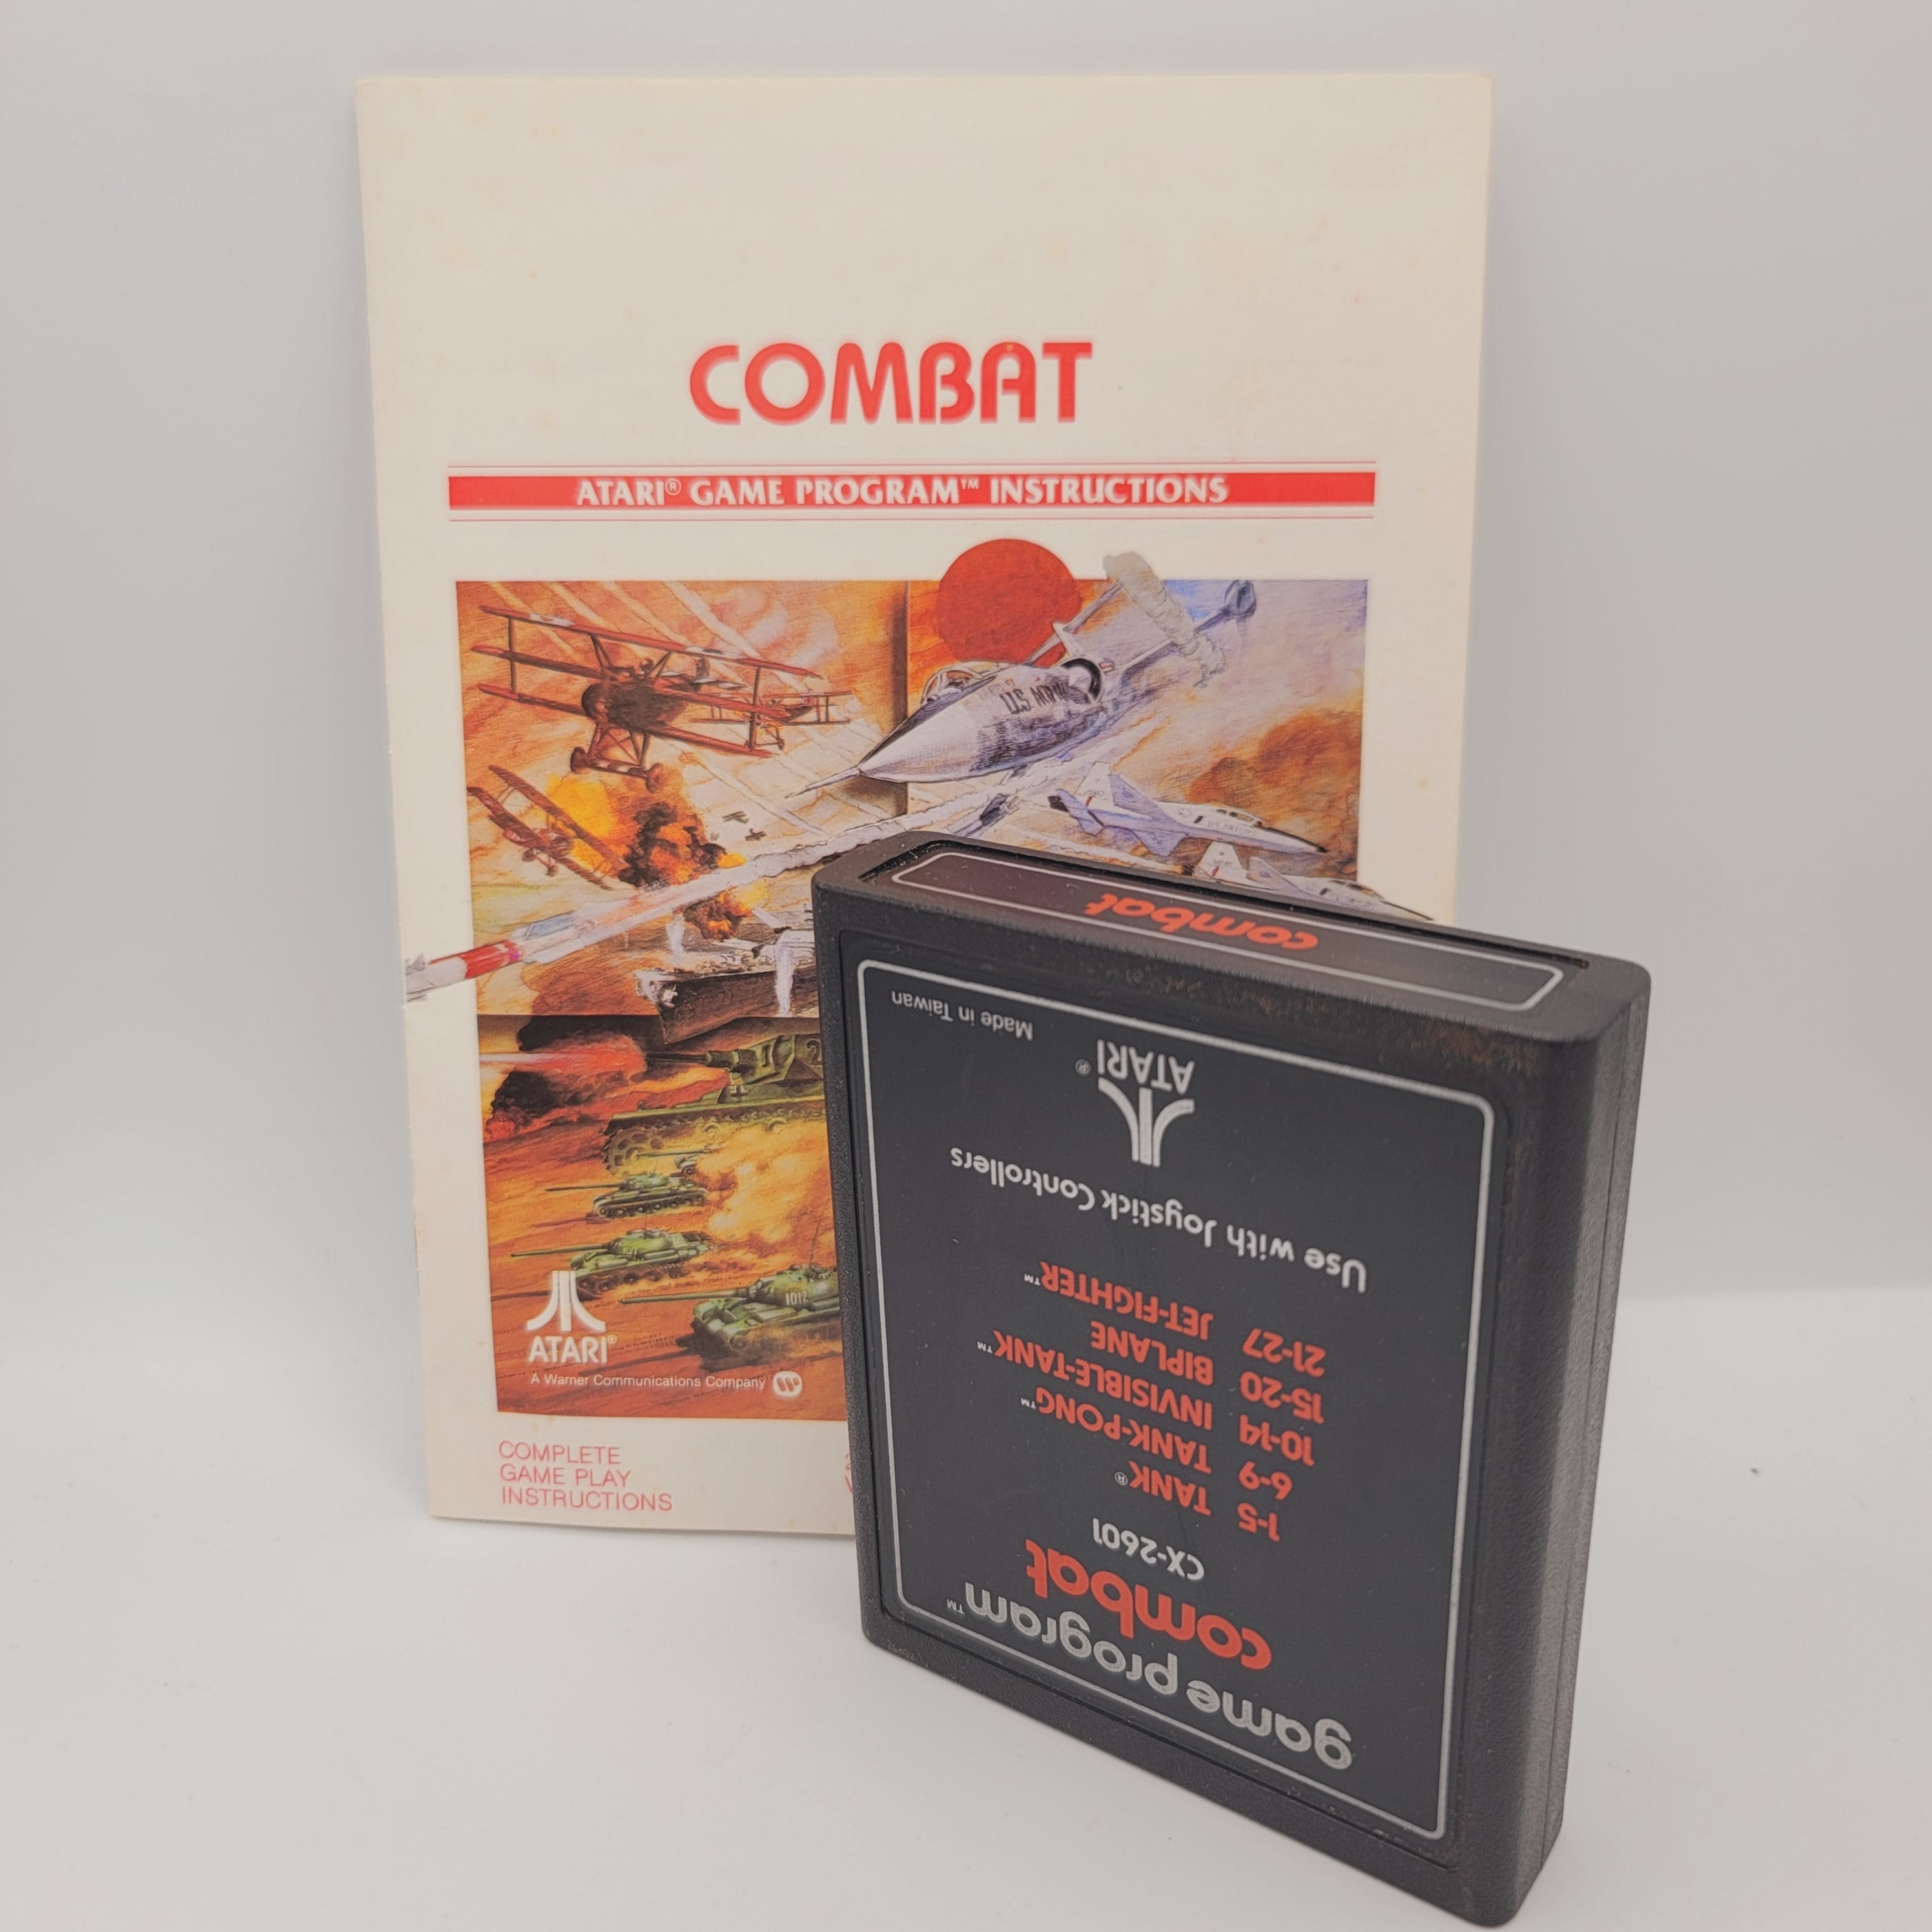 COMBAT
ATARI® GAME PROGRAM™ INSTRUCTIONS
U.S.
2
1012
ATARI®
A Warner Communications Company
COMPLETE
GAME PLAY
INSTRUCTIONS
combat
game program™
combat
CX-2601
1-5 TANK®
6-9 TANK-PONG™
10-14 INVISIBLE-TANK™
15-20 BIPLANE
21-27 JET-FIGHTER™
Use with Joystick Controllers
ATARI®
Made in Taiwan